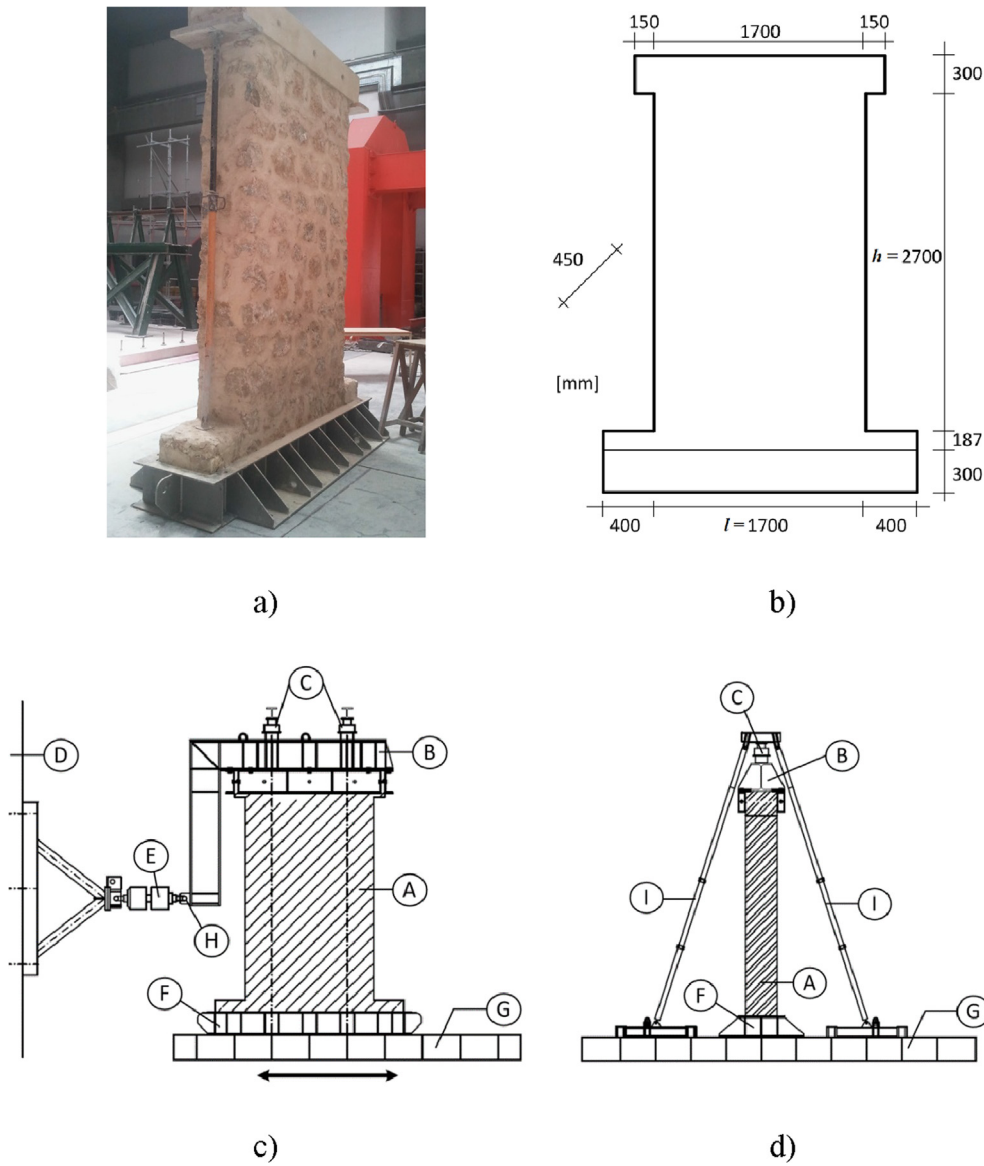 150 1700 150
300
450
h = 2700
[mm]
187
300
400 l = 1700 400
a) b)
C
C
D B
B
E A
I I
H
A
F F
G G
c) d)